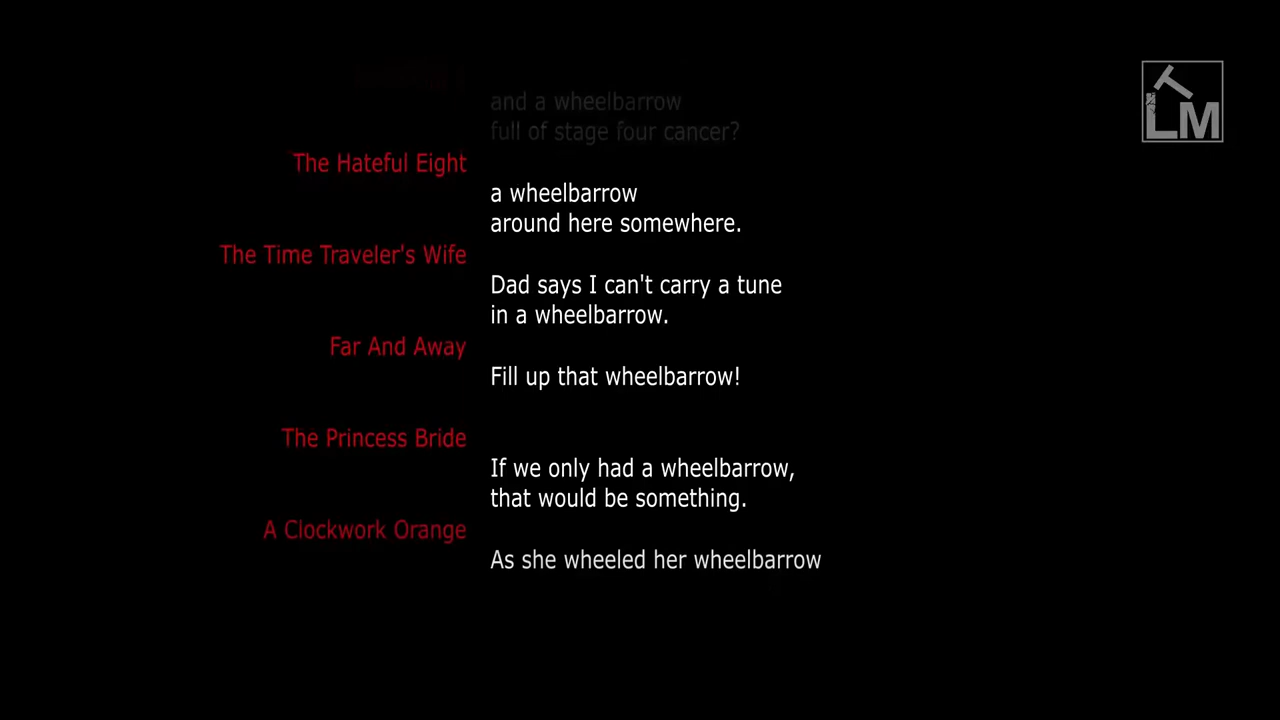 and a wheelbarrow
full of stage four cancer?
The Hateful Eight
a wheelbarrow
around here somewhere.
The Time Traveler's Wife
Dad says I can't carry a tune
in a wheelbarrow.
Far And Away
Fill up that wheelbarrow!
The Princess Bride
If we only had a wheelbarrow,
that would be something.
A Clockwork Orange
As she wheeled her wheelbarrow
TLM